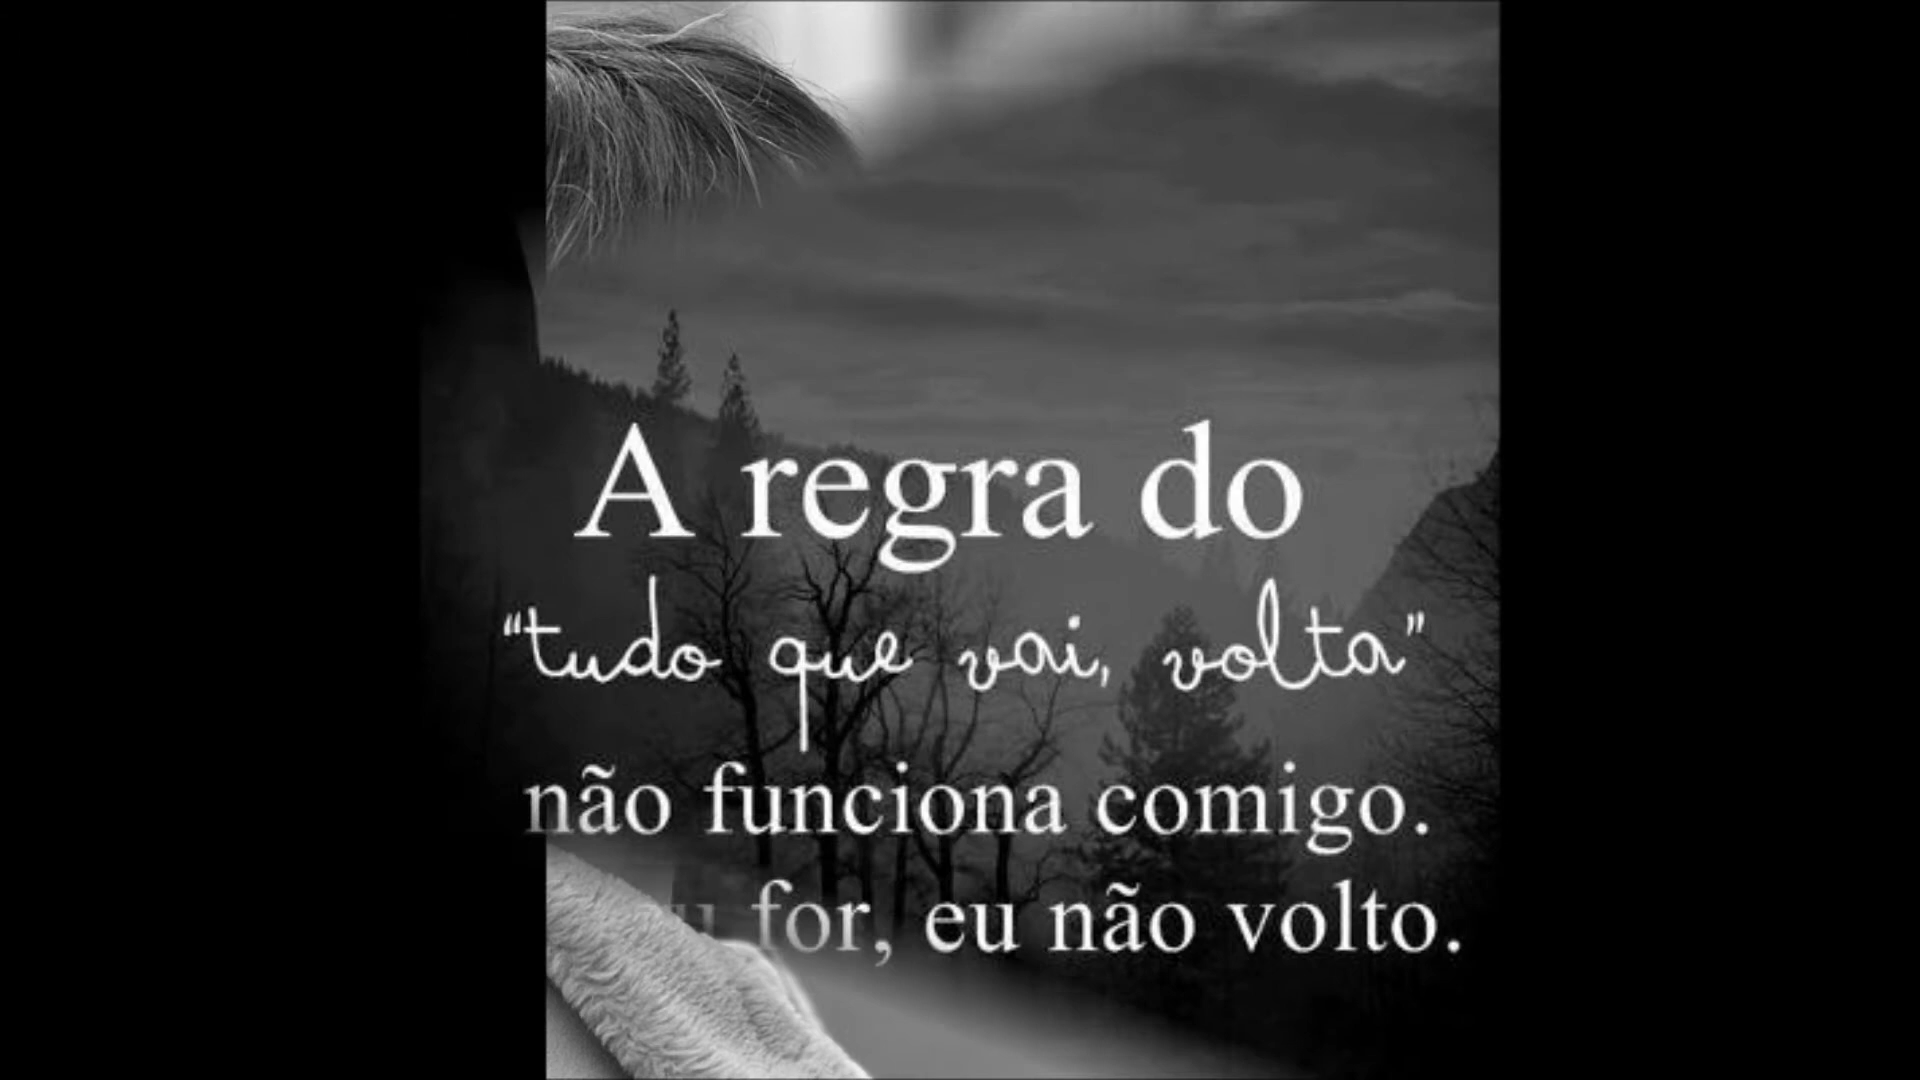 A regra do
“tudo que vai, volta”
não funciona comigo.
for, eu não volto.